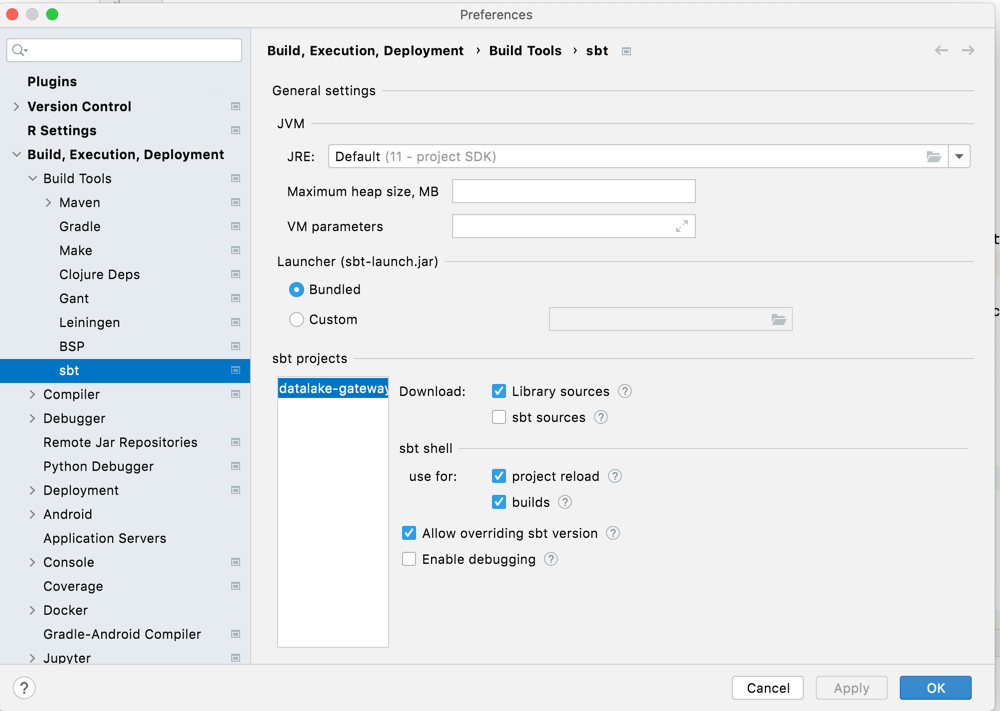 Preferences
Plugins
Version Control
R Settings
Build, Execution, Deployment
Build Tools
Maven
Gradle
Make
Clojure Deps
Gant
Leiningen
BSP
sbt
Compiler
Debugger
Remote Jar Repositories
Python Debugger
Deployment
Android
Application Servers
Console
Coverage
Docker
Gradle-Android Compiler
Jupyter
Build, Execution, Deployment › Build Tools › sbt
General settings
JVM
JRE: Default (11 - project SDK)
Maximum heap size, MB
VM parameters
Launcher (sbt-launch.jar)
Bundled
Custom
sbt projects
datalake-gateway
Download: Library sources ?
sbt sources ?
sbt shell
use for: project reload ?
builds ?
Allow overriding sbt version ?
Enable debugging ?
? Cancel Apply OK